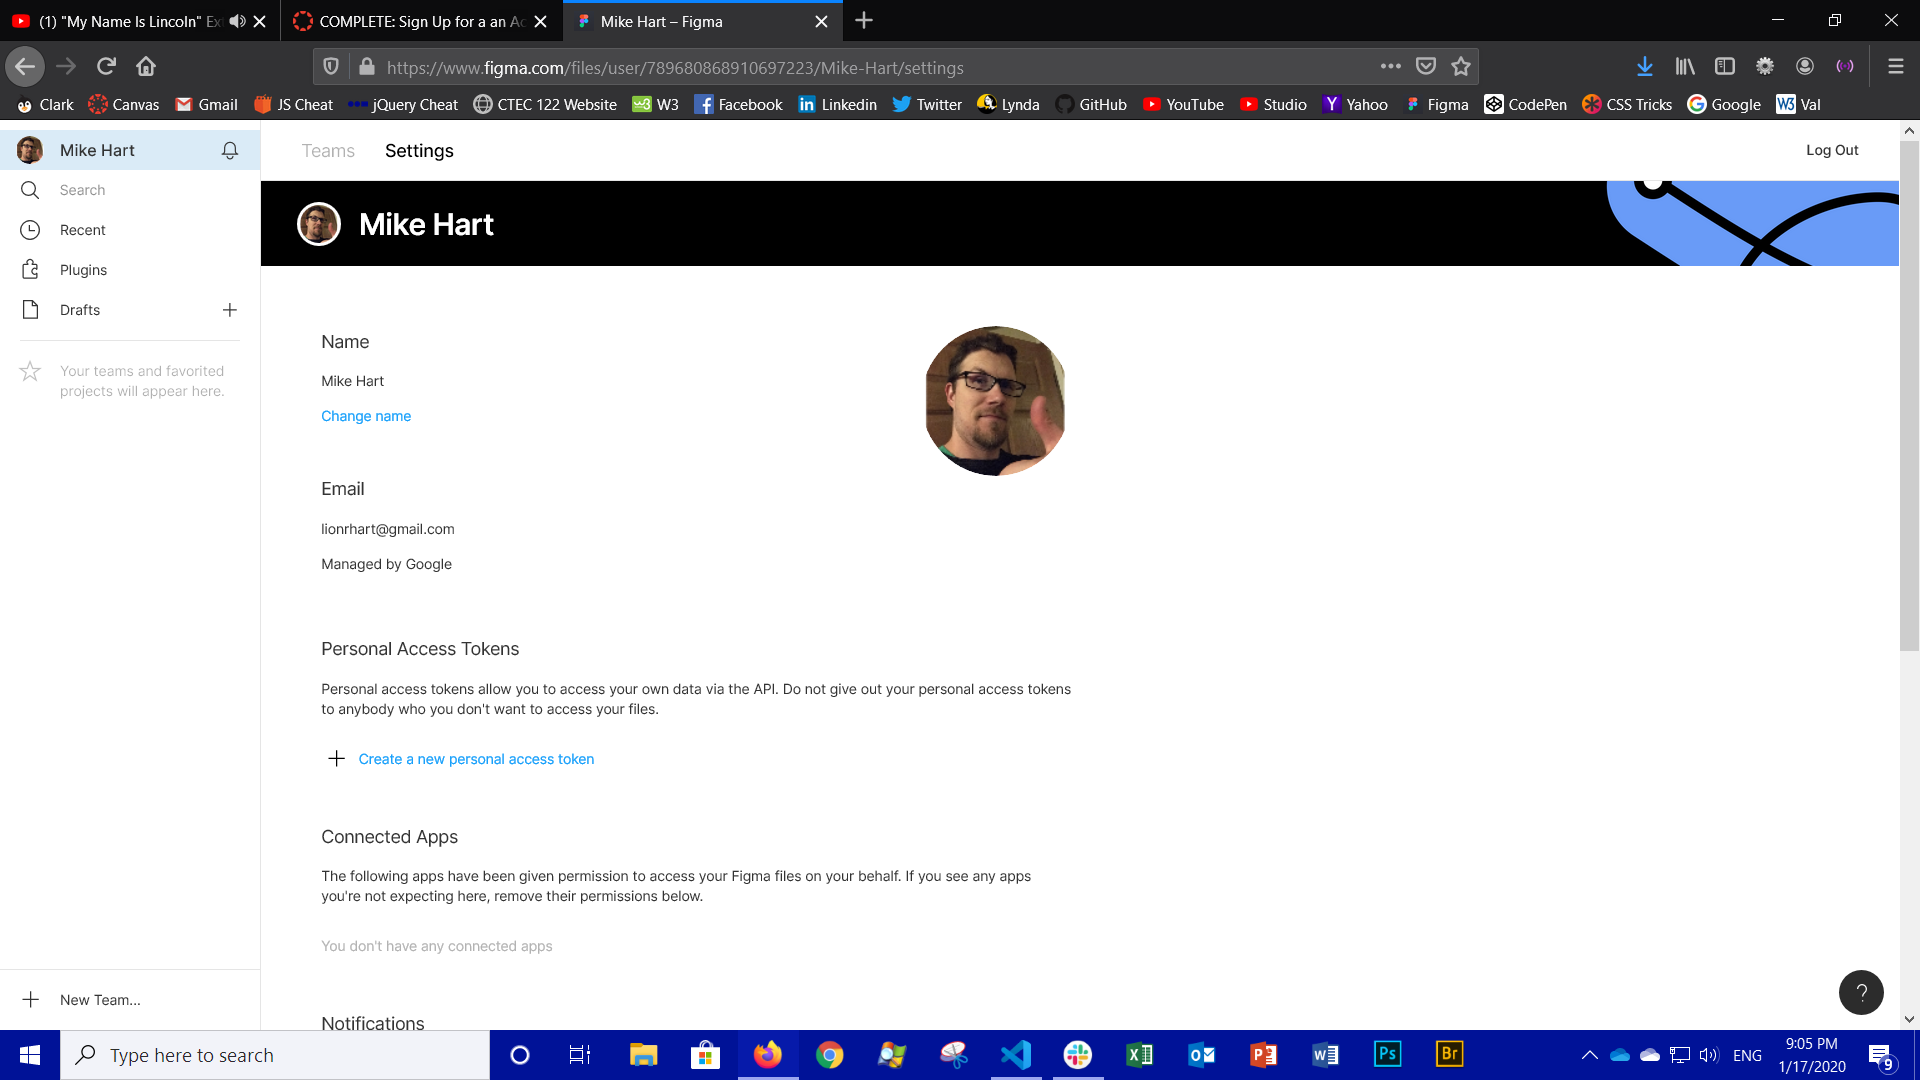 (1) "My Name Is Lincoln" Ex
COMPLETE: Sign Up for a an Ac
Mike Hart – Figma
https://www.figma.com/files/user/789680868910697223/Mike-Hart/settings
Clark
Canvas
Gmail
JS Cheat
jQuery Cheat
CTEC 122 Website
W3
Facebook
Linkedin
Twitter
Lynda
GitHub
YouTube
Studio
Yahoo
Figma
CodePen
CSS Tricks
Google
Val
Mike Hart
Search
Recent
Plugins
Drafts
Your teams and favorited
projects will appear here.
New Team...
Teams
Settings
Log Out
Mike Hart
Name
Mike Hart
Change name
Email
lionrhart@gmail.com
Managed by Google
Personal Access Tokens
Personal access tokens allow you to access your own data via the API. Do not give out your personal access tokens
to anybody who you don't want to access your files.
Create a new personal access token
Connected Apps
The following apps have been given permission to access your Figma files on your behalf. If you see any apps
you're not expecting here, remove their permissions below.
You don't have any connected apps
Notifications
?
Type here to search
Ps
Br
ENG
9:05 PM
1/17/2020
9